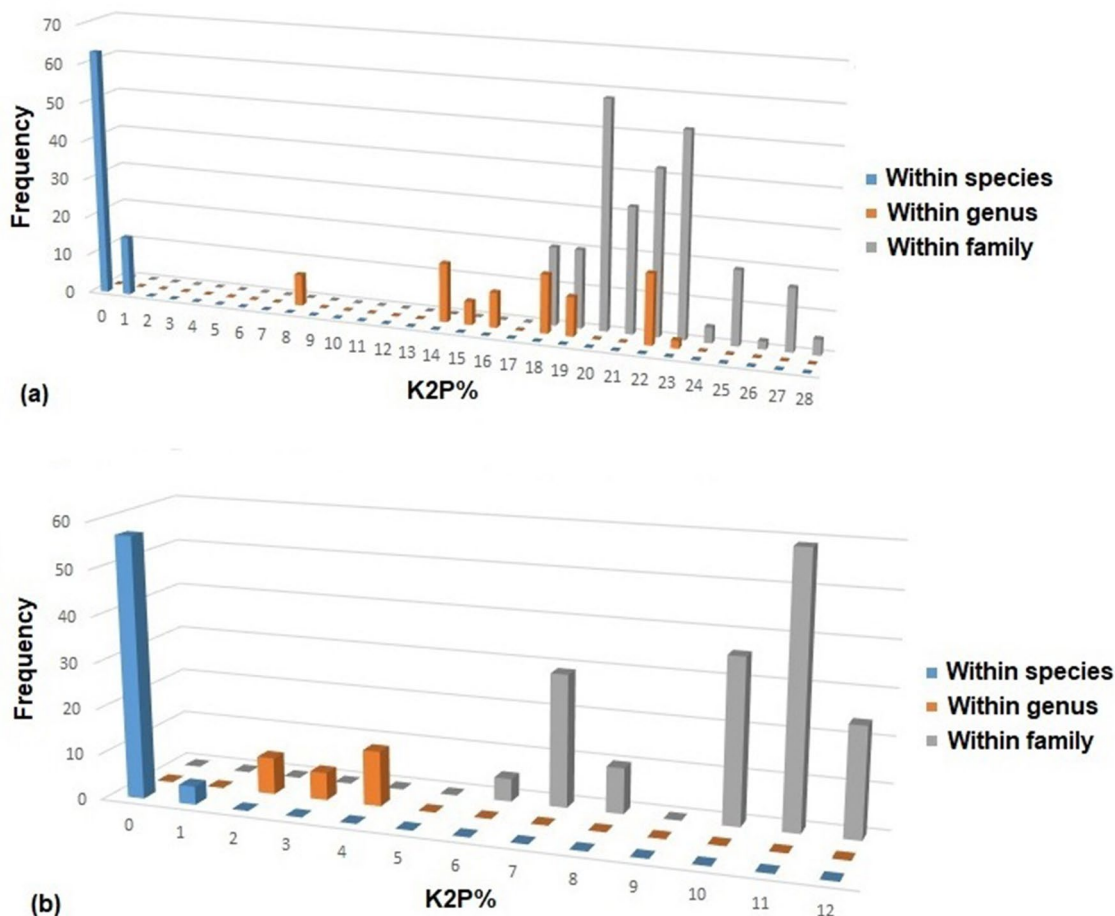 70
60
50
40
30
20
10
0
Frequency
0 1 2 3 4 5 6 7 8 9 10 11 12 13 14 15 16 17 18 19 20 21 22 23 24 25 26 27 28
K2P%
(a)
Within species
Within genus
Within family
60
50
40
30
20
10
0
Frequency
0 1 2 3 4 5 6 7 8 9 10 11 12
K2P%
(b)
Within species
Within genus
Within family